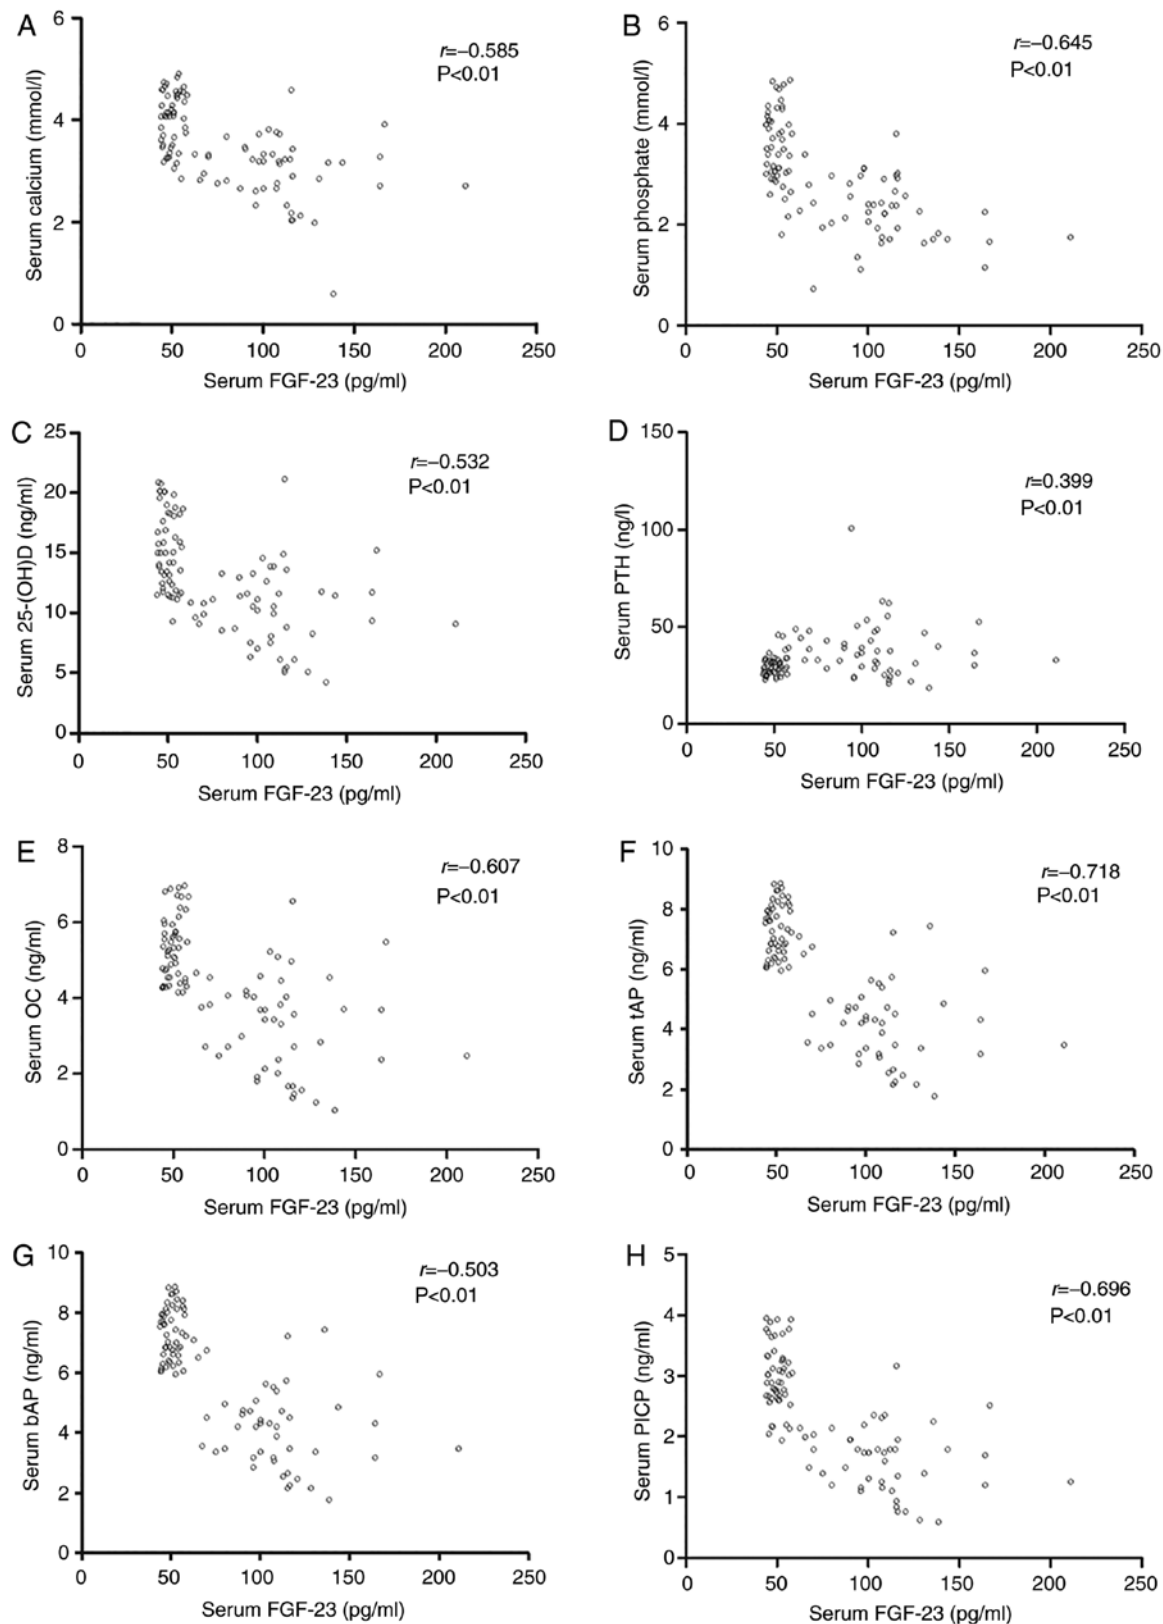 A
r=−0.585
P<0.01
Serum calcium (mmol/l)
6
4
2
0
0 50 100 150 200 250
Serum FGF-23 (pg/ml)
B
r=−0.645
P<0.01
Serum phosphate (mmol/l)
6
4
2
0
0 50 100 150 200 250
Serum FGF-23 (pg/ml)
C
r=−0.532
P<0.01
Serum 25-(OH)D (ng/ml)
25
20
15
10
5
0
0 50 100 150 200 250
Serum FGF-23 (pg/ml)
D
r=0.399
P<0.01
Serum PTH (ng/l)
150
100
50
0
0 50 100 150 200 250
Serum FGF-23 (pg/ml)
E
r=−0.607
P<0.01
Serum OC (ng/ml)
8
6
4
2
0
0 50 100 150 200 250
Serum FGF-23 (pg/ml)
F
r=−0.718
P<0.01
Serum tAP (ng/ml)
10
8
6
4
2
0
0 50 100 150 200 250
Serum FGF-23 (pg/ml)
G
r=−0.503
P<0.01
Serum bAP (ng/ml)
10
8
6
4
2
0
0 50 100 150 200 250
Serum FGF-23 (pg/ml)
H
r=−0.696
P<0.01
Serum PICP (ng/ml)
5
4
3
2
1
0
0 50 100 150 200 250
Serum FGF-23 (pg/ml)